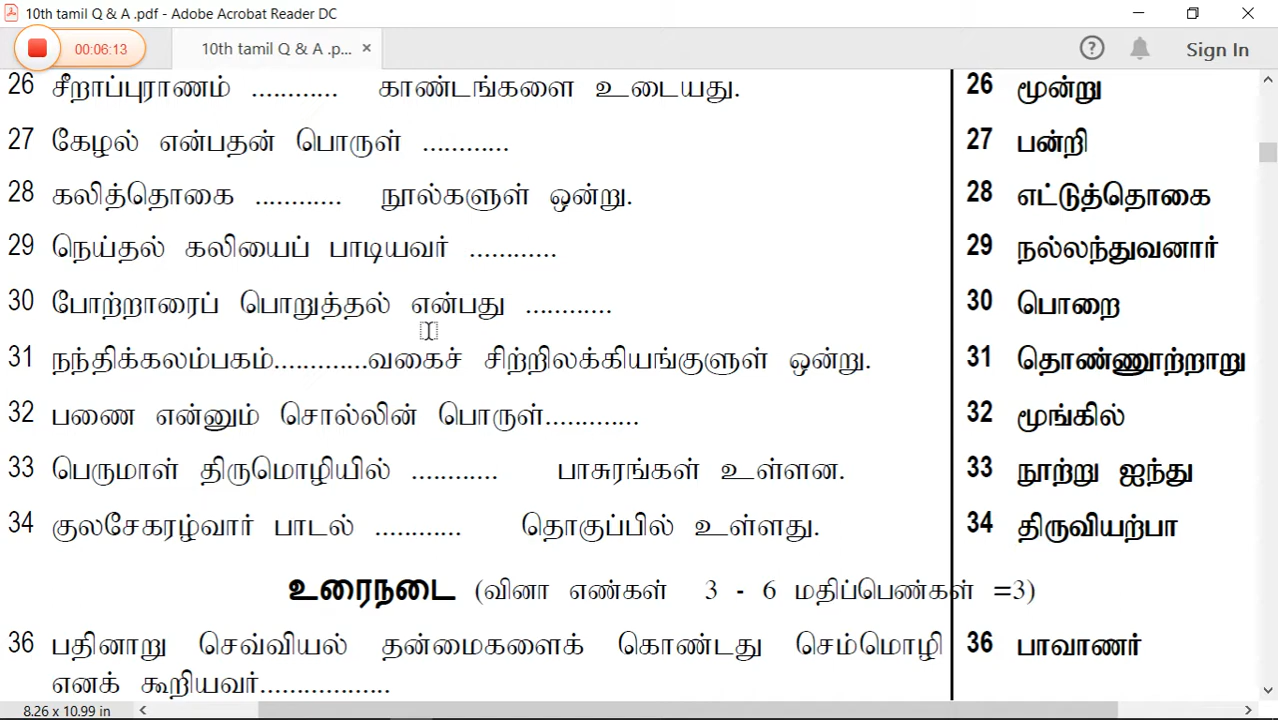 10th tamil Q & A .pdf - Adobe Acrobat Reader DC
00:06:13
10th tamil Q & A .p... ×
Sign In
26 சீறாப்புராணம் ............ காண்டங்களை உடையது. 26 மூன்று
27 கேழல் என்பதன் பொருள் ............ 27 பன்றி
28 கலித்தொகை ............ நூல்களுள் ஒன்று. 28 எட்டுத்தொகை
29 நெய்தல் கலியைப் பாடியவர் ............ 29 நல்லந்துவனார்
30 போற்றாரைப் பொறுத்தல் என்பது ............ 30 பொறை
31 நந்திக்கலம்பகம்............வகைச் சிற்றிலக்கியங்குளுள் ஒன்று. 31 தொண்ணூற்றாறு
32 பணை என்னும் சொல்லின் பொருள்............ 32 மூங்கில்
33 பெருமாள் திருமொழியில் ............ பாசுரங்கள் உள்ளன. 33 நூற்று ஐந்து
34 குலசேகரழ்வார் பாடல் ............ தொகுப்பில் உள்ளது. 34 திருவியற்பா
உரைநடை (வினா எண்கள் 3 - 6 மதிப்பெண்கள் =3)
36 பதினாறு செவ்வியல் தன்மைகளைக் கொண்டது செம்மொழி 36 பாவாணர்
எனக் கூறியவர்.................
8.26 x 10.99 in